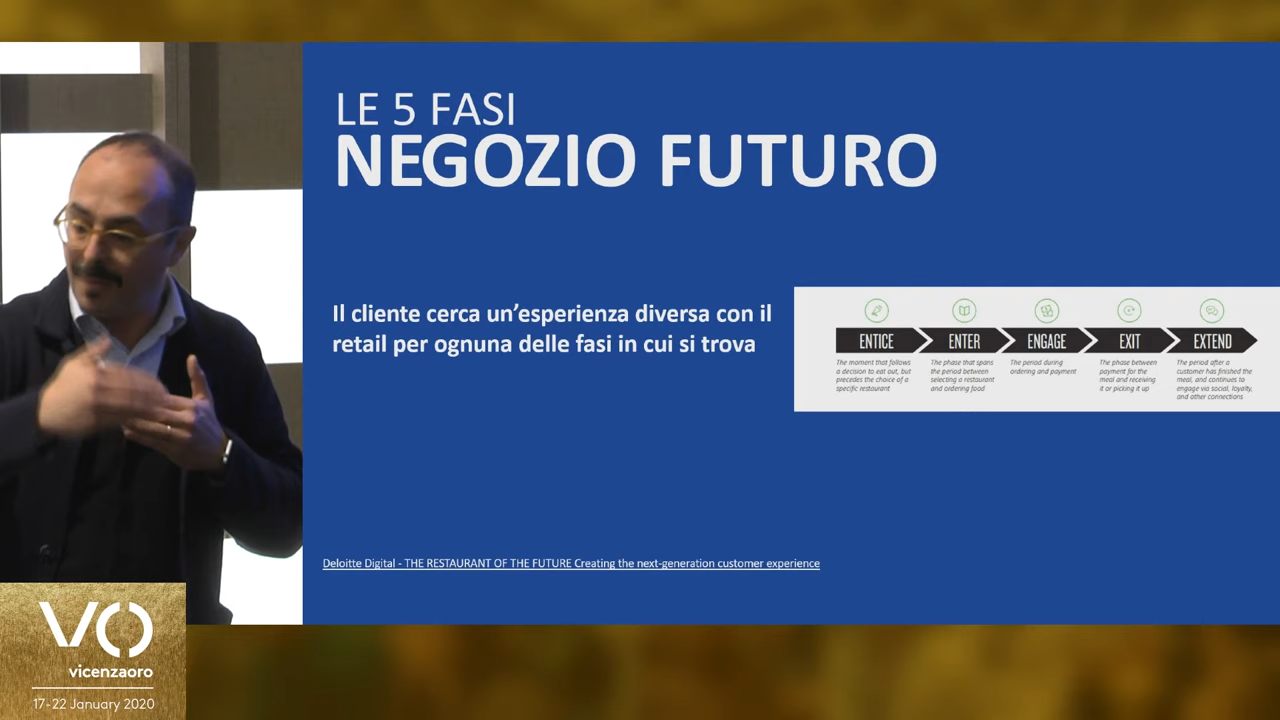 LE 5 FASI
NEGOZIO FUTURO
Il cliente cerca un’esperienza diversa con il
retail per ognuna delle fasi in cui si trova
ENTICE
The moment that follows
a decision to eat out, but
precedes the choice of a
specific restaurant
ENTER
The phase that spans
the period between
selecting a restaurant
and ordering food
ENGAGE
The period during
ordering and payment
EXIT
The phase between
payment for the
meal and receiving
it or picking it up
EXTEND
The period after a
customer has finished the
meal, and continues to
engage via social, loyalty,
and other connections
Deloitte Digital - THE RESTAURANT OF THE FUTURE Creating the next-generation customer experience
VO
vicenzaoro
17-22 January 2020